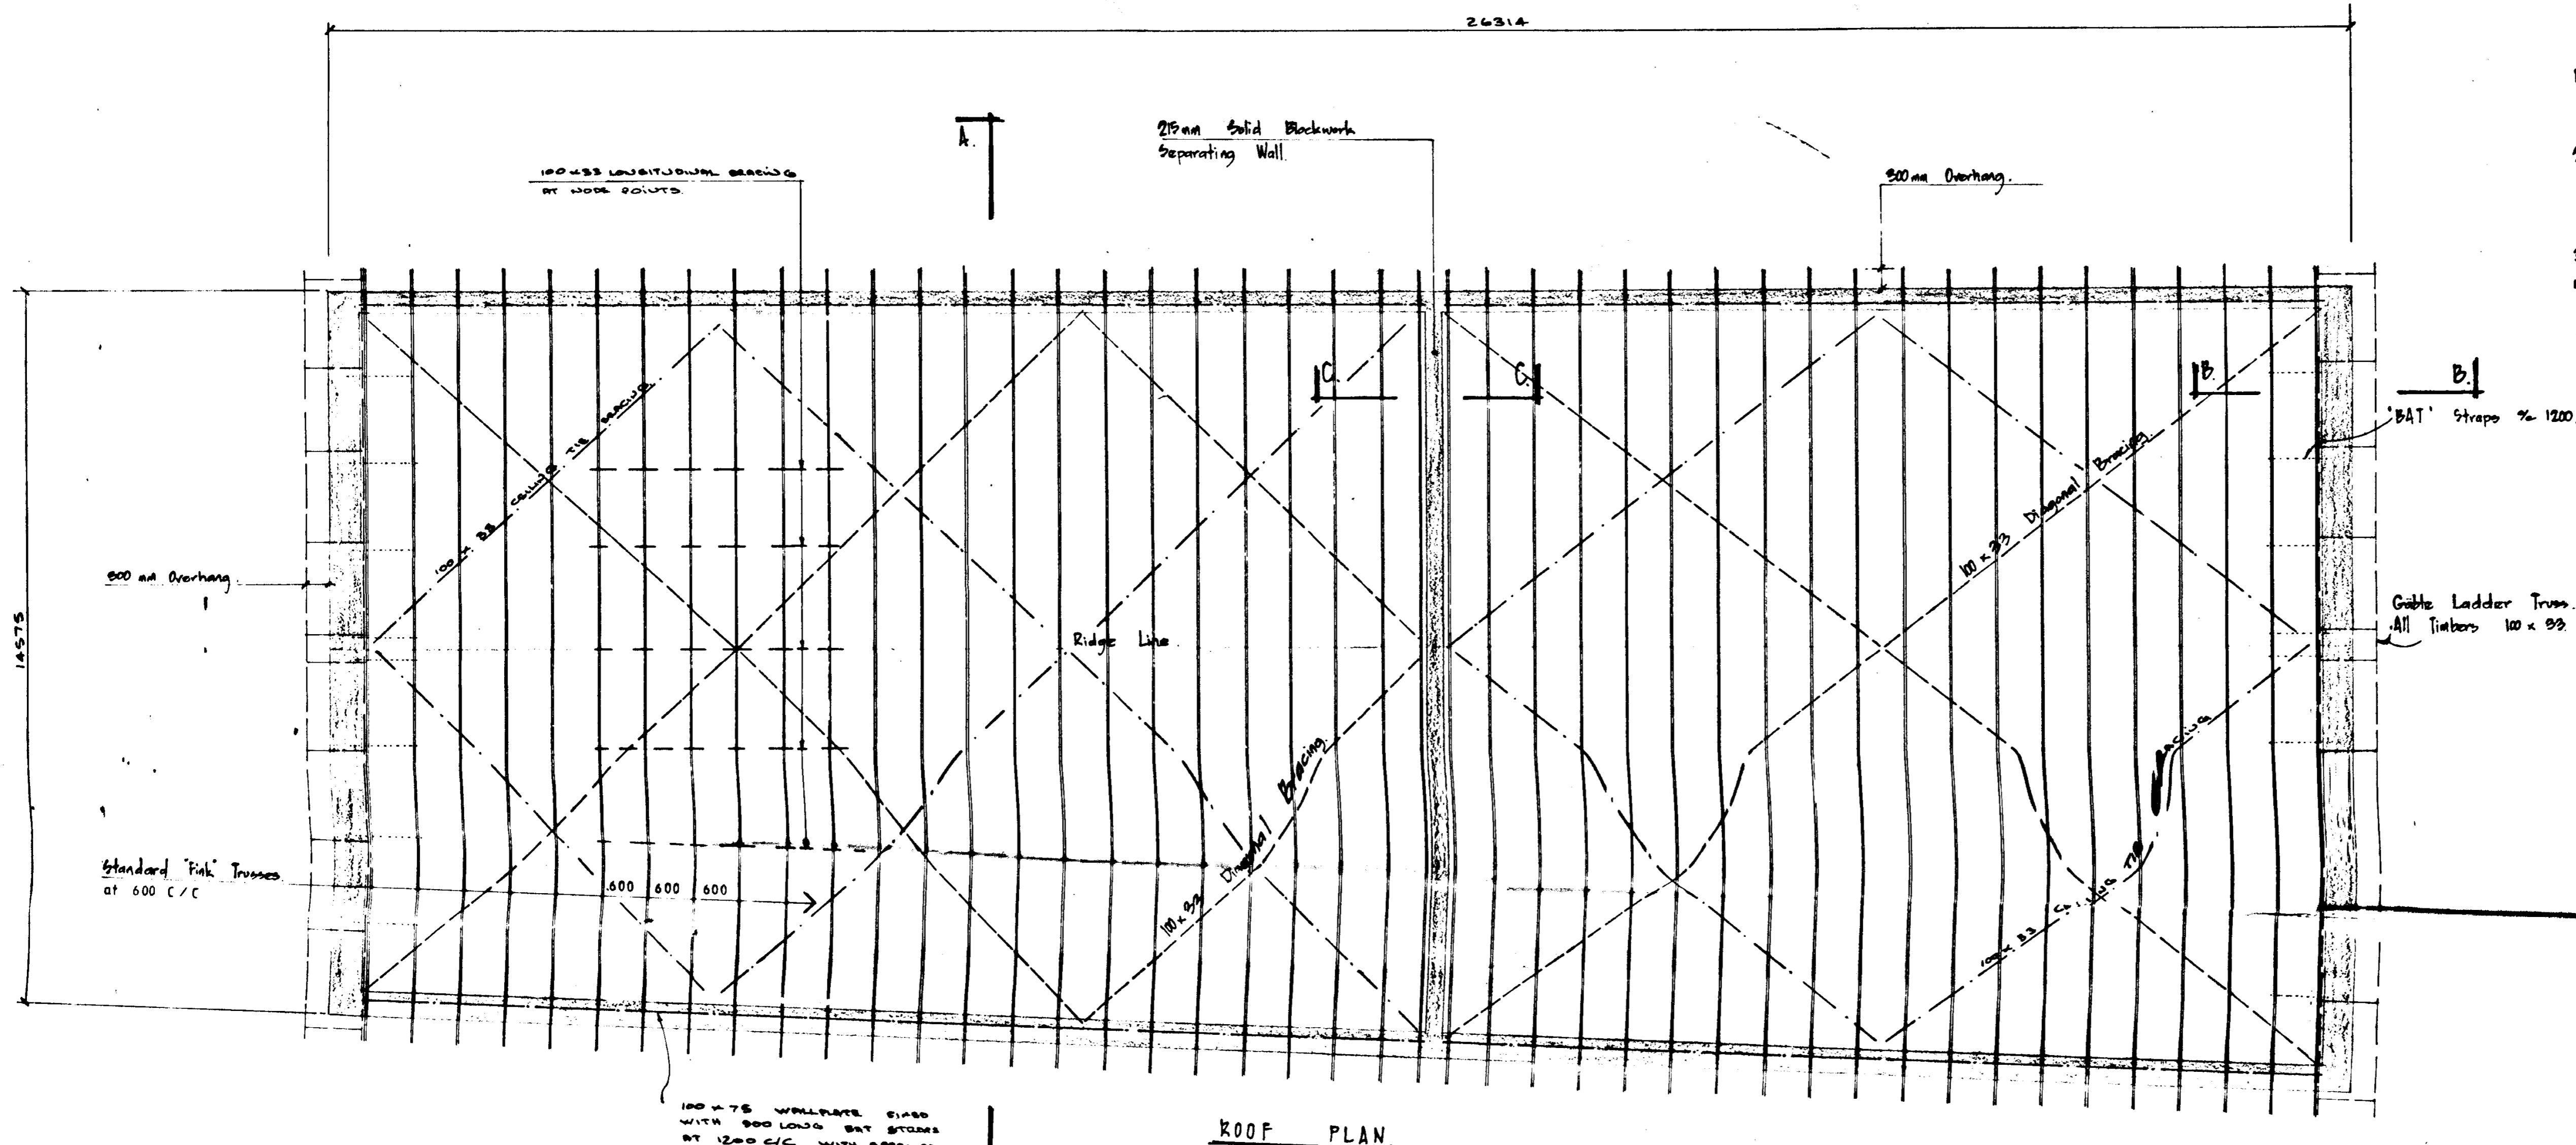 26314
A.
215mm Solid Blockwork
Separating Wall.
100 x 33 LONGITUDINAL BRACING
AT NODE POINTS.
300mm Overhang.
C.
C.
B.
B.
'BAT' Straps % 1200
100 x 33 CEILING TIE BRACING
100 x 33 Diagonal Bracing.
300 mm Overhang.
14575
Gable Ladder Truss.
All Timbers 100 x 33
Ridge Line
100 x 33 Diagonal Bracing.
100 x 33 CEILING TIE BRACING
Standard 'Fink' Trusses
at 600 C/C
600 600 600
100 x 75 WALLPLATE FIXED
WITH 900 LONG BAT STRAPS
AT 1200 C/C WITH
ROOF PLAN